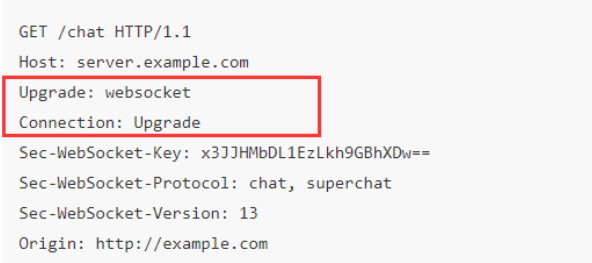 GET /chat HTTP/1.1
Host: server.example.com
Upgrade: websocket
Connection: Upgrade
Sec-WebSocket-Key: x3JJHMbDL1EzLkh9GBhXDw==
Sec-WebSocket-Protocol: chat, superchat
Sec-WebSocket-Version: 13
Origin: http://example.com